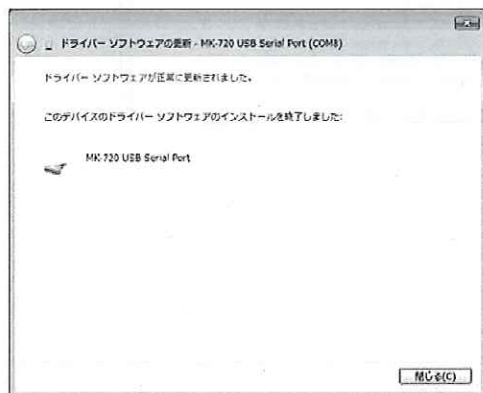 ドライバー ソフトウェアの更新 - MK-720 USB Serial Port (COM8)
ドライバー ソフトウェアが正常に更新されました。
このデバイスのドライバー ソフトウェアのインストールを終了しました:
MK-720 USB Serial Port
閉じる(C)